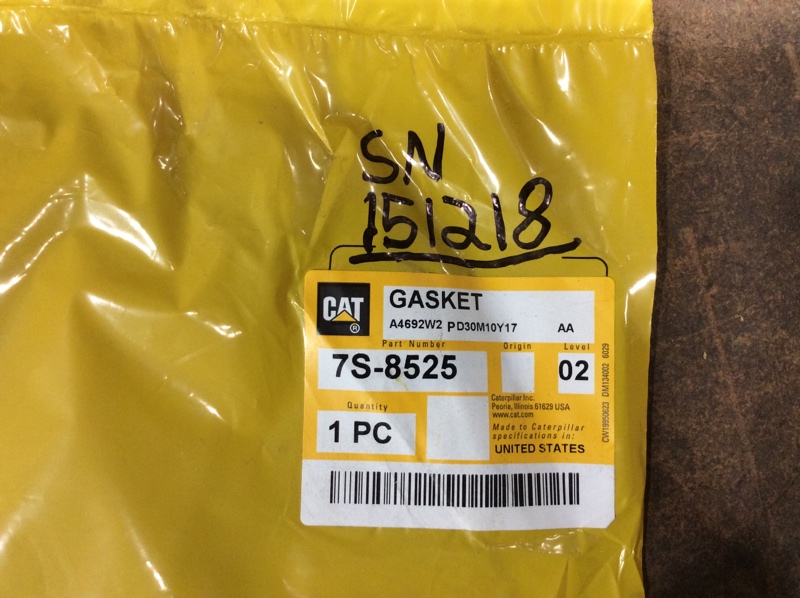 SN
151218
CAT
®
GASKET
A4692W2 PD30M10Y17 AA
Part Number Origin Level
7S-8525 02
Quantity
1 PC
Caterpillar Inc.
Peoria, Illinois 61629 USA
www.cat.com
Made to Caterpillar
specifications in:
UNITED STATES
CW19950623 DM134002 6029